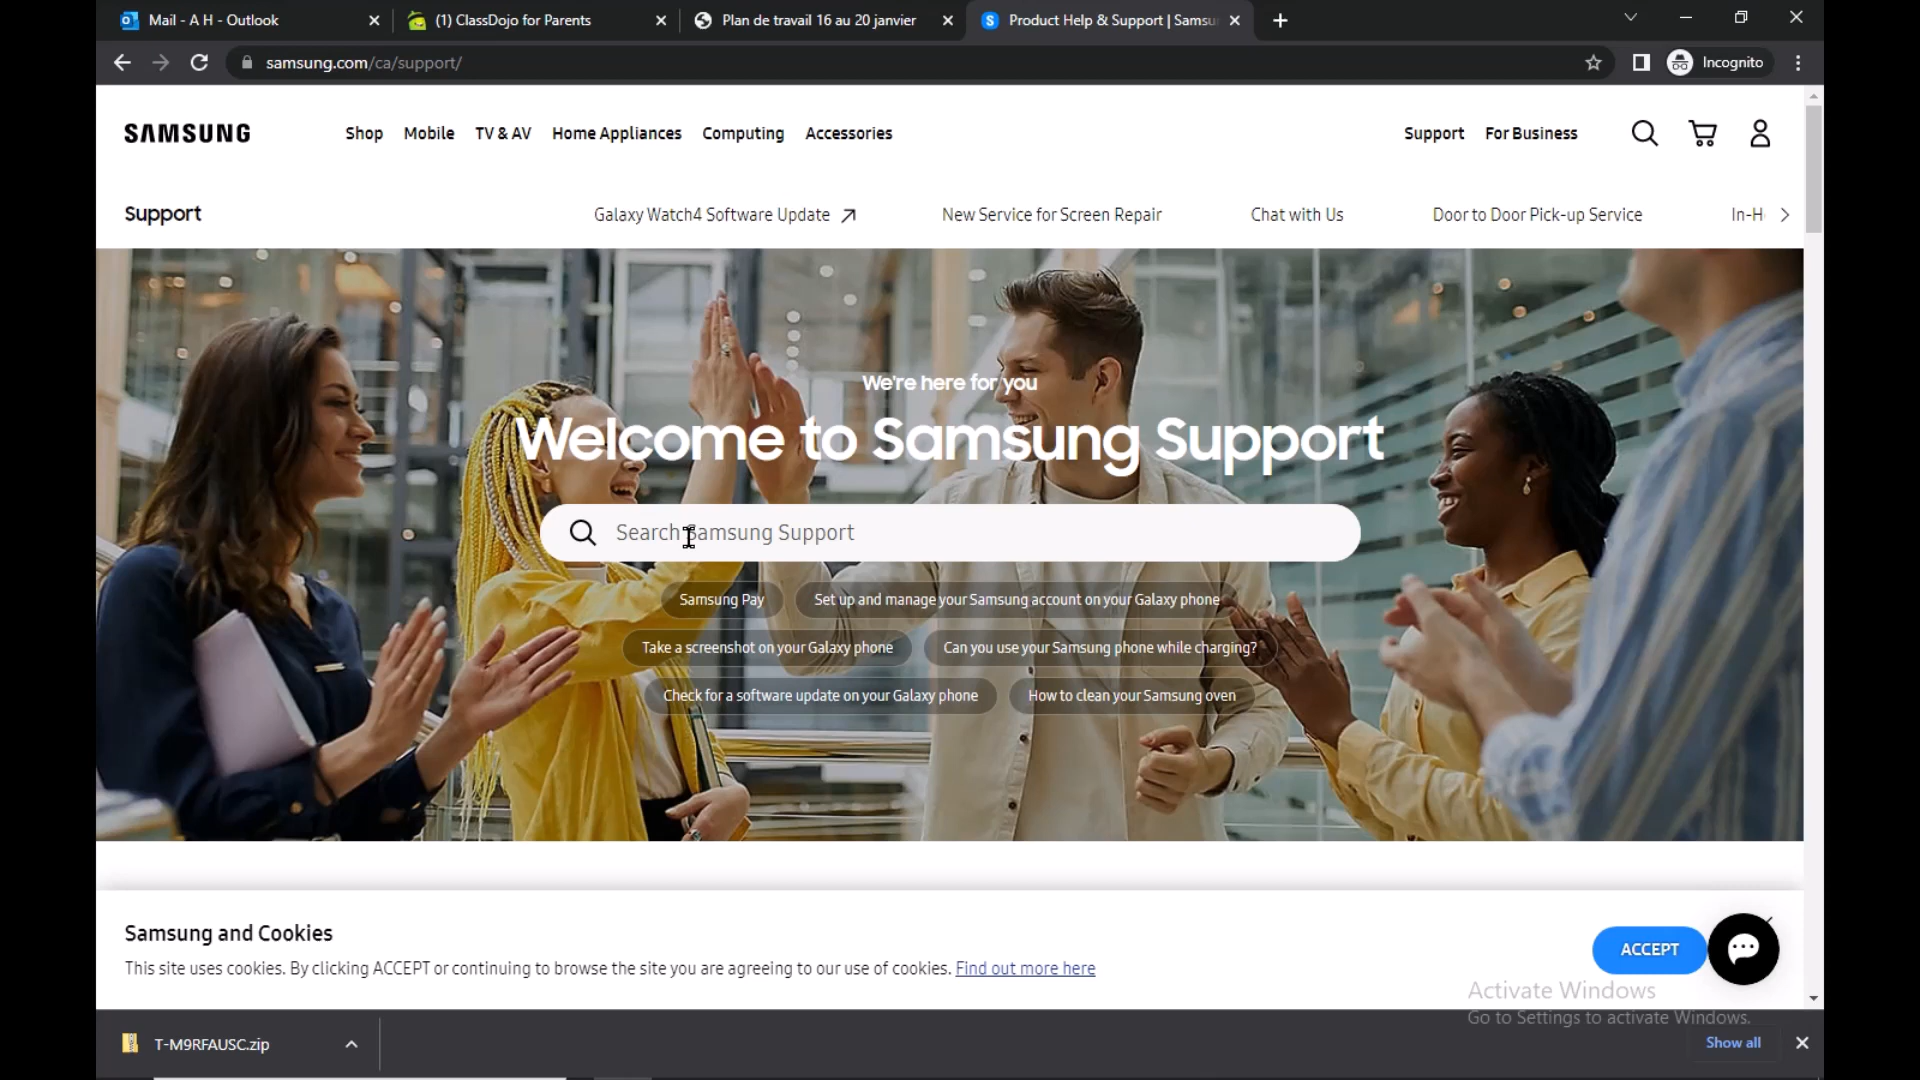 Mail - A H - Outlook
(1) ClassDojo for Parents
Plan de travail 16 au 20 janvier
Product Help & Support | Samsu
samsung.com/ca/support/
Incognito
SAMSUNG
Shop Mobile TV & AV Home Appliances Computing Accessories
Support For Business
Support
Galaxy Watch4 Software Update
New Service for Screen Repair
Chat with Us
Door to Door Pick-up Service
In-H
We're here for you
Welcome to Samsung Support
Search Samsung Support
Samsung Pay
Set up and manage your Samsung account on your Galaxy phone
Take a screenshot on your Galaxy phone
Can you use your Samsung phone while charging?
Check for a software update on your Galaxy phone
How to clean your Samsung oven
Samsung and Cookies
This site uses cookies. By clicking ACCEPT or continuing to browse the site you are agreeing to our use of cookies. Find out more here
ACCEPT
Activate Windows
Go to Settings to activate Windows.
T-M9RFAUSC.zip
Show all